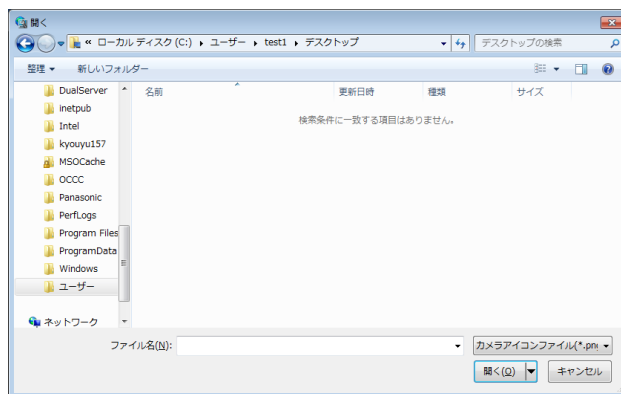 開く
« ローカル ディスク (C:) ▸ ユーザー ▸ test1 ▸ デスクトップ
デスクトップの検索
整理 ▼ 新しいフォルダー
名前 更新日時 種類 サイズ
検索条件に一致する項目はありません。
DualServer
inetpub
Intel
kyouyu157
MSOCache
OCCC
Panasonic
PerfLogs
Program Files
ProgramData
Windows
ユーザー
ネットワーク
ファイル名(N):
カメラアイコンファイル(*.pn
開く(O)
キャンセル